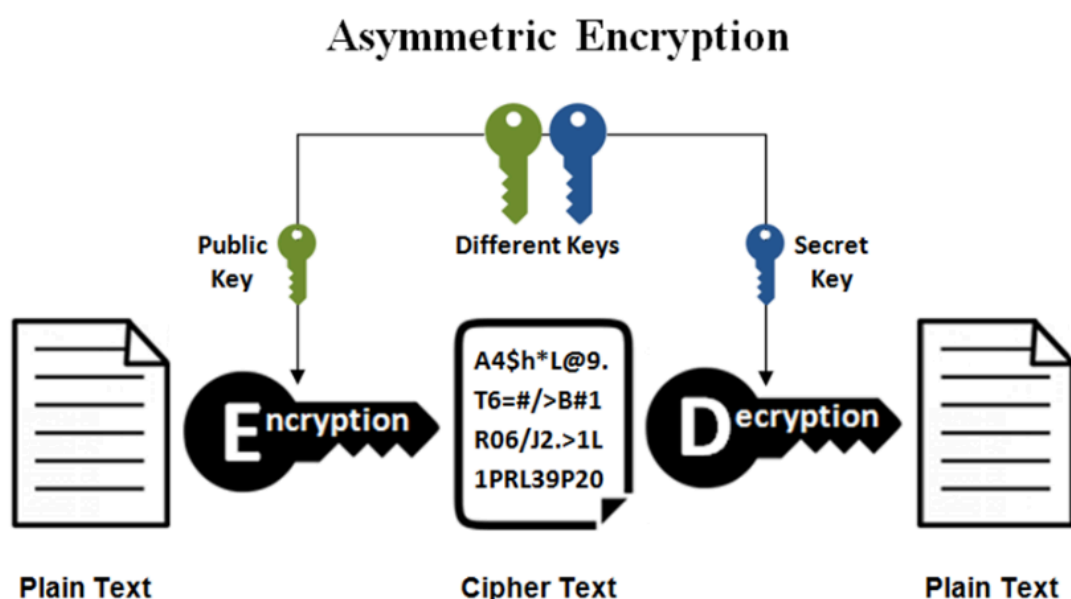 Asymmetric Encryption
Public
Key
Different Keys
Secret
Key
Encryption
A4$h*L@9.
T6=#/>B#1
R06/J2.>1L
1PRL39P20
Decryption
Plain Text
Cipher Text
Plain Text